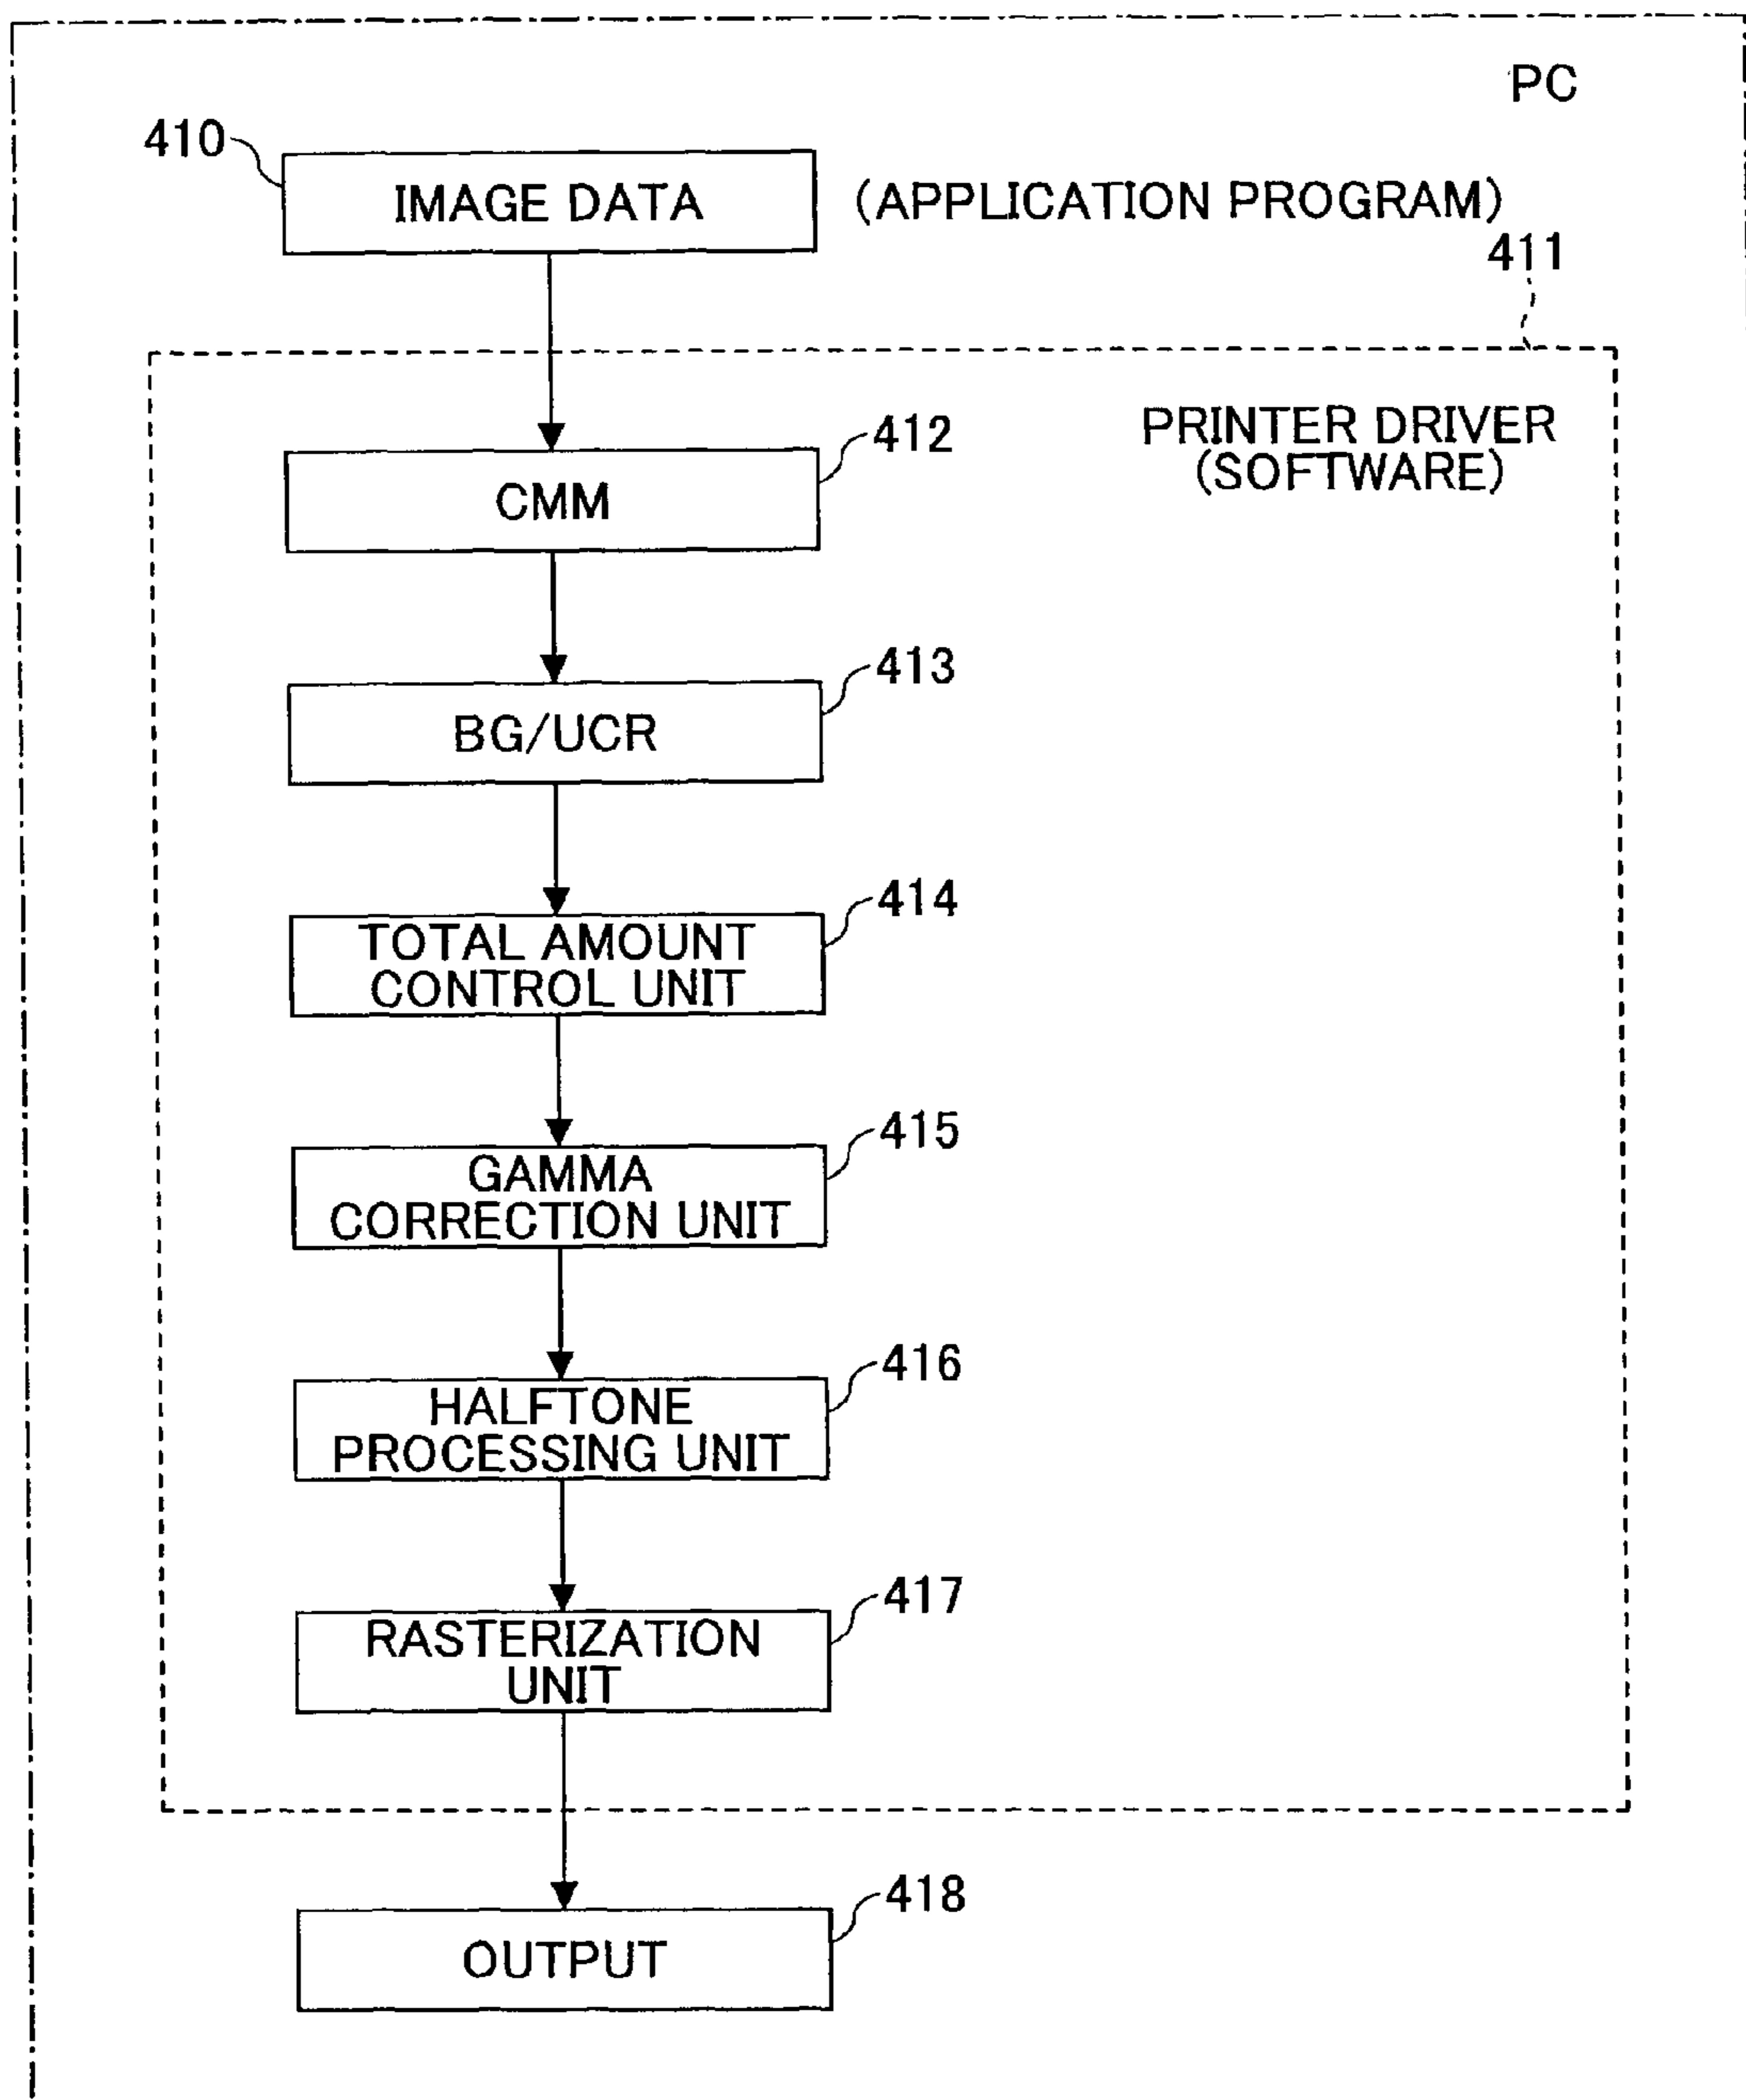 PC
410
IMAGE DATA
(APPLICATION PROGRAM)
411
PRINTER DRIVER
(SOFTWARE)
412
CMM
413
BG/UCR
414
TOTAL AMOUNT
CONTROL UNIT
415
GAMMA
CORRECTION UNIT
416
HALFTONE
PROCESSING UNIT
417
RASTERIZATION
UNIT
418
OUTPUT